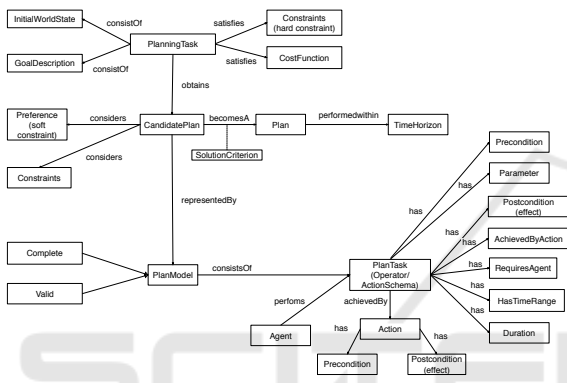 InitialWorldState
consistOf
satisfies
Constraints
(hard constraint)
PlanningTask
GoalDescription
consistOf
satisfies
CostFunction
obtains
Preference
(soft
constraint)
considers
CandidatePlan
becomesA
Plan
performedwithin
TimeHorizon
SolutionCriterion
considers
Constraints
Precondition
has
Parameter
has
representedBy
has
Postcondition
(effect)
has
has
AchievedByAction
Complete
PlanModel
consistsOf
PlanTask
(Operator/
ActionSchema)
has
RequiresAgent
has
HasTimeRange
Valid
perfoms
achievedBy
has
Duration
Agent
Action
has
has
Precondition
Postcondition
(effect)
SCITE